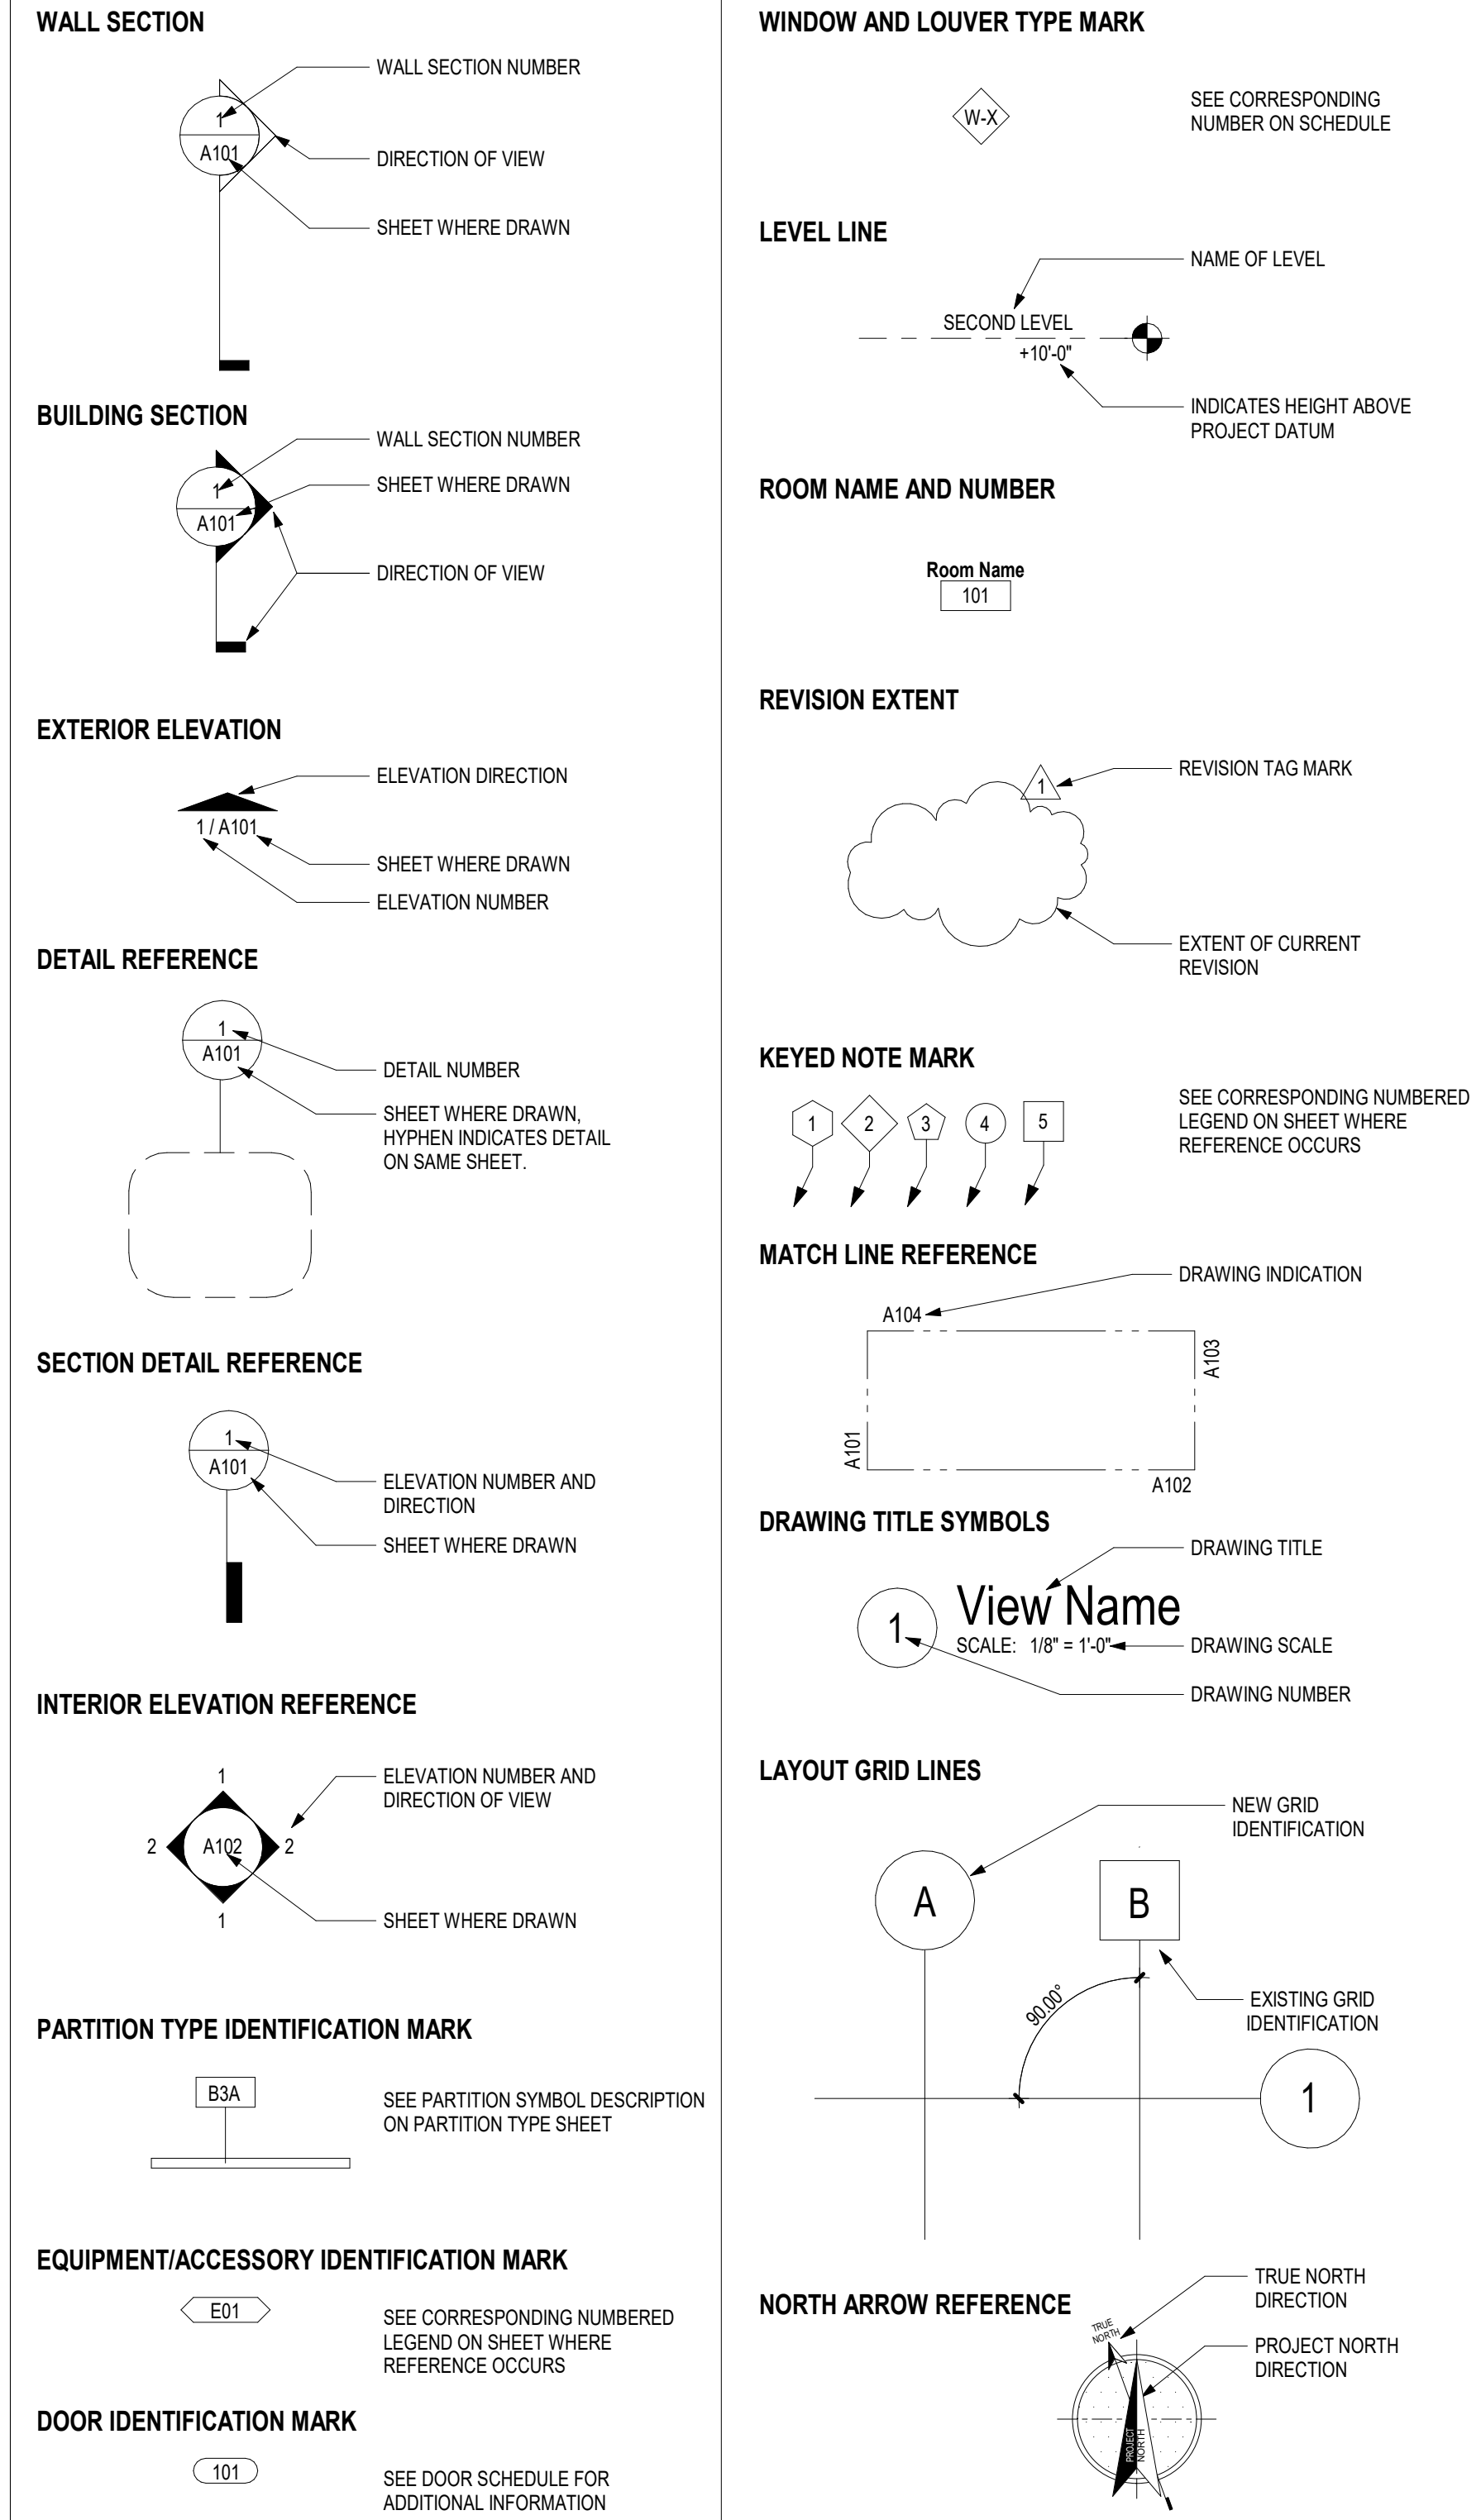 WALL SECTION
WALL SECTION NUMBER
1
A101
DIRECTION OF VIEW
SHEET WHERE DRAWN
BUILDING SECTION
WALL SECTION NUMBER
1
SHEET WHERE DRAWN
A101
DIRECTION OF VIEW
EXTERIOR ELEVATION
ELEVATION DIRECTION
1 / A101
SHEET WHERE DRAWN
ELEVATION NUMBER
DETAIL REFERENCE
1
A101
DETAIL NUMBER
SHEET WHERE DRAWN,
HYPHEN INDICATES DETAIL
ON SAME SHEET.
SECTION DETAIL REFERENCE
1
A101
ELEVATION NUMBER AND
DIRECTION
SHEET WHERE DRAWN
INTERIOR ELEVATION REFERENCE
1
ELEVATION NUMBER AND
DIRECTION OF VIEW
2
A102
2
1
SHEET WHERE DRAWN
PARTITION TYPE IDENTIFICATION MARK
B3A
SEE PARTITION SYMBOL DESCRIPTION
ON PARTITION TYPE SHEET
EQUIPMENT/ACCESSORY IDENTIFICATION MARK
E01
SEE CORRESPONDING NUMBERED
LEGEND ON SHEET WHERE
REFERENCE OCCURS
DOOR IDENTIFICATION MARK
101
SEE DOOR SCHEDULE FOR
ADDITIONAL INFORMATION
WINDOW AND LOUVER TYPE MARK
W-X
SEE CORRESPONDING
NUMBER ON SCHEDULE
LEVEL LINE
NAME OF LEVEL
SECOND LEVEL
+10'-0"
INDICATES HEIGHT ABOVE
PROJECT DATUM
ROOM NAME AND NUMBER
Room Name
101
REVISION EXTENT
REVISION TAG MARK
1
EXTENT OF CURRENT
REVISION
KEYED NOTE MARK
1 2 3 4 5
SEE CORRESPONDING NUMBERED
LEGEND ON SHEET WHERE
REFERENCE OCCURS
MATCH LINE REFERENCE
DRAWING INDICATION
A104
A103
A101
A102
DRAWING TITLE SYMBOLS
DRAWING TITLE
1
View Name
SCALE: 1/8" = 1'-0"
DRAWING SCALE
DRAWING NUMBER
LAYOUT GRID LINES
NEW GRID
IDENTIFICATION
A
B
90.00°
EXISTING GRID
IDENTIFICATION
1
NORTH ARROW REFERENCE
TRUE NORTH
DIRECTION
TRUE
NORTH
PROJECT NORTH
DIRECTION
PROJECT
NORTH